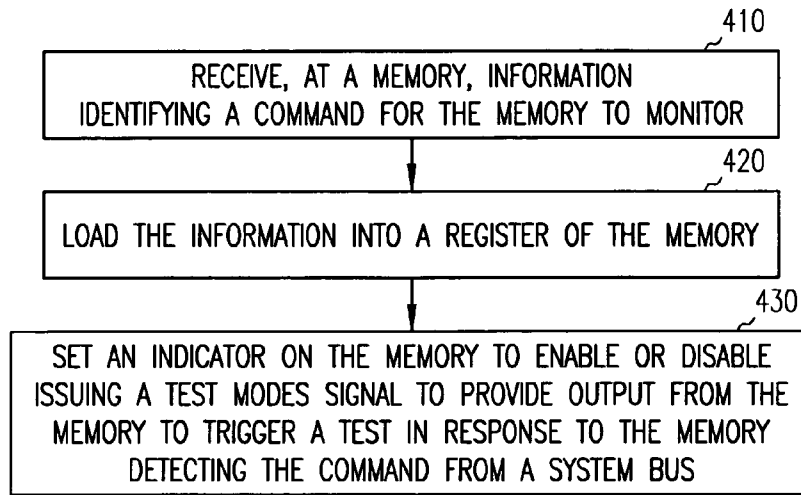 410
RECEIVE, AT A MEMORY, INFORMATION
IDENTIFYING A COMMAND FOR THE MEMORY TO MONITOR
420
LOAD THE INFORMATION INTO A REGISTER OF THE MEMORY
430
SET AN INDICATOR ON THE MEMORY TO ENABLE OR DISABLE
ISSUING A TEST MODES SIGNAL TO PROVIDE OUTPUT FROM THE
MEMORY TO TRIGGER A TEST IN RESPONSE TO THE MEMORY
DETECTING THE COMMAND FROM A SYSTEM BUS